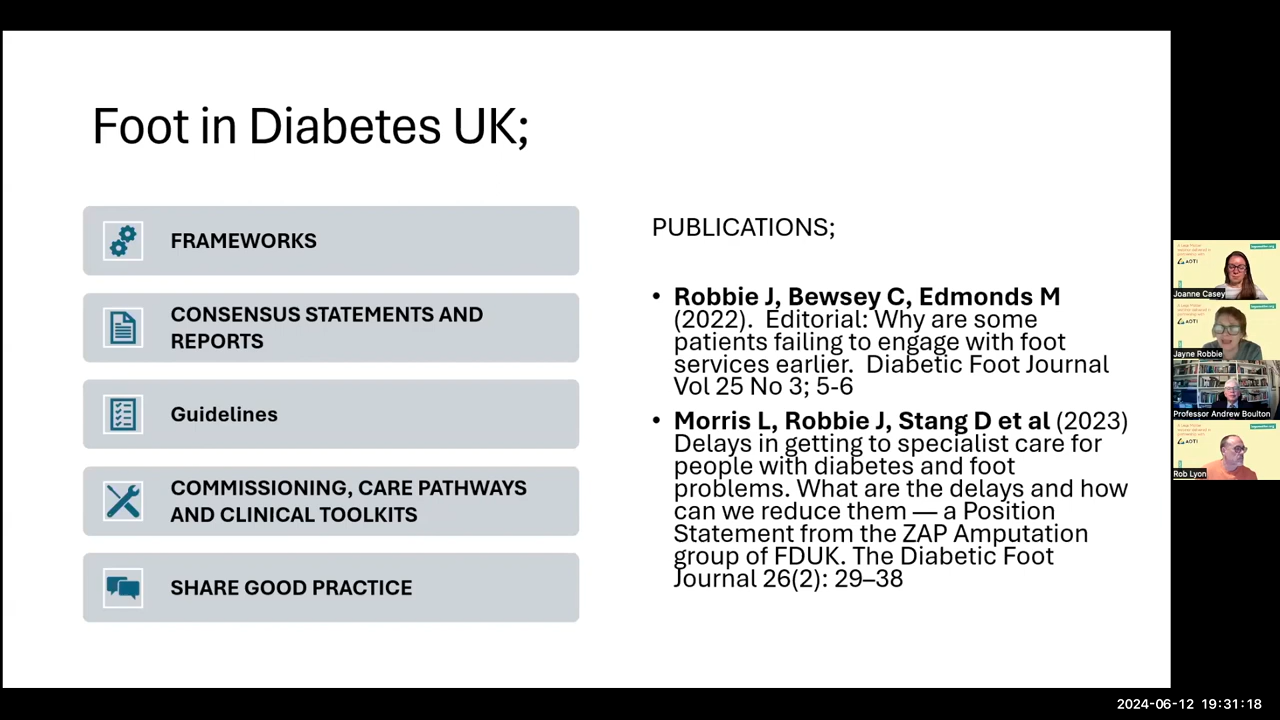 Foot in Diabetes UK;
FRAMEWORKS
CONSENSUS STATEMENTS AND
REPORTS
Guidelines
COMMISSIONING, CARE PATHWAYS
AND CLINICAL TOOLKITS
SHARE GOOD PRACTICE
PUBLICATIONS;
• Robbie J, Bewsey C, Edmonds M
(2022).  Editorial: Why are some
patients failing to engage with foot
services earlier.  Diabetic Foot Journal
Vol 25 No 3; 5-6
• Morris L, Robbie J, Stang D et al (2023)
Delays in getting to specialist care for
people with diabetes and foot
problems. What are the delays and how
can we reduce them — a Position
Statement from the ZAP Amputation
group of FDUK. The Diabetic Foot
Journal 26(2): 29–38
AOTI
Joanne Casey
AOTI
Jayne Robbie
Professor Andrew Boulton
AOTI
Rob Lyon
2024-06-12 19:31:18